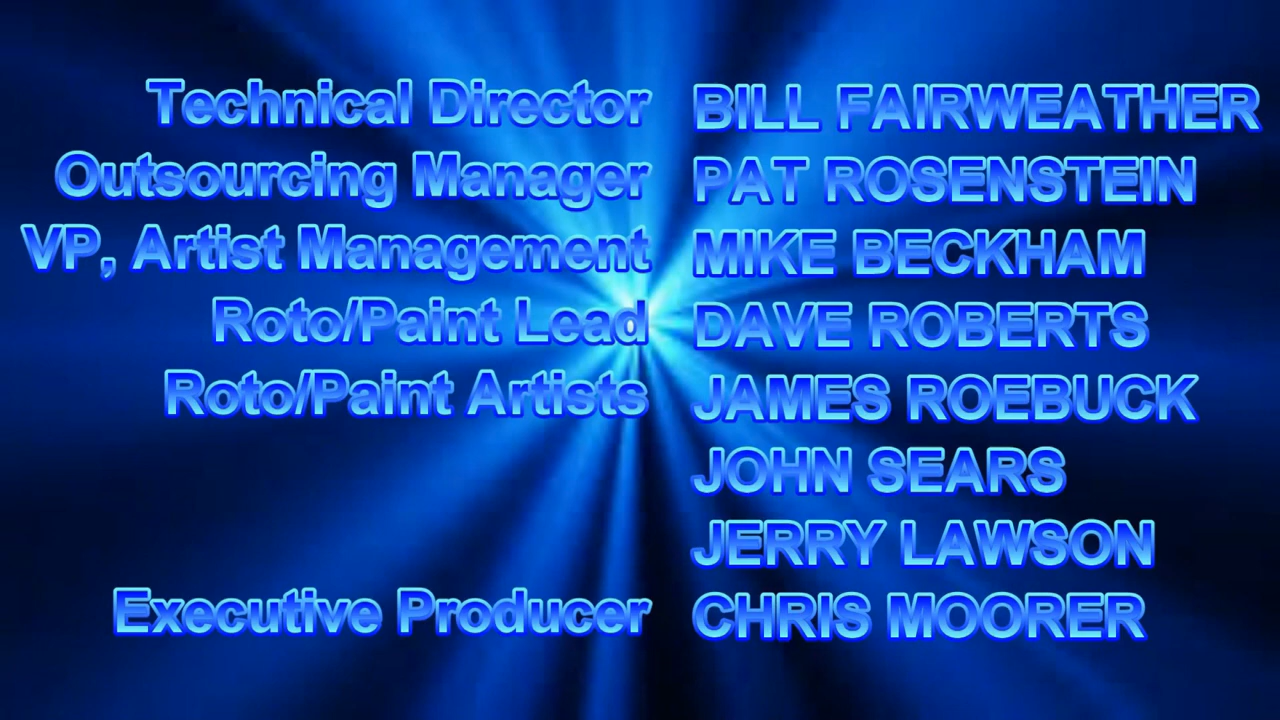 Technical Director BILL FAIRWEATHER
Outsourcing Manager PAT ROSENSTEIN
VP, Artist Management MIKE BECKHAM
Roto/Paint Lead DAVE ROBERTS
Roto/Paint Artists JAMES ROEBUCK
JOHN SEARS
JERRY LAWSON
Executive Producer CHRIS MOORER